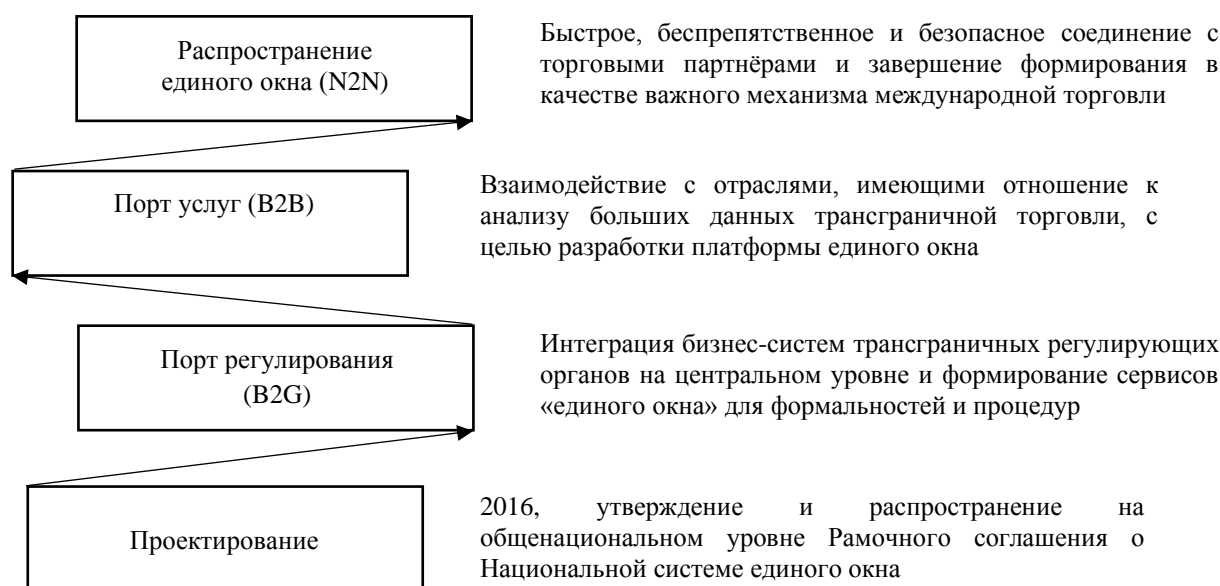 Распространение
единого окна (N2N)
Быстрое, беспрепятственное и безопасное соединение с
торговыми партнёрами и завершение формирования в
качестве важного механизма международной торговли
Порт услуг (B2B)
Взаимодействие с отраслями, имеющими отношение к
анализу больших данных трансграничной торговли, с
целью разработки платформы единого окна
Порт регулирования
(B2G)
Интеграция бизнес-систем трансграничных регулирующих
органов на центральном уровне и формирование сервисов
«единого окна» для формальностей и процедур
Проектирование
2016, утверждение и распространение на
общенациональном уровне Рамочного соглашения о
Национальной системе единого окна